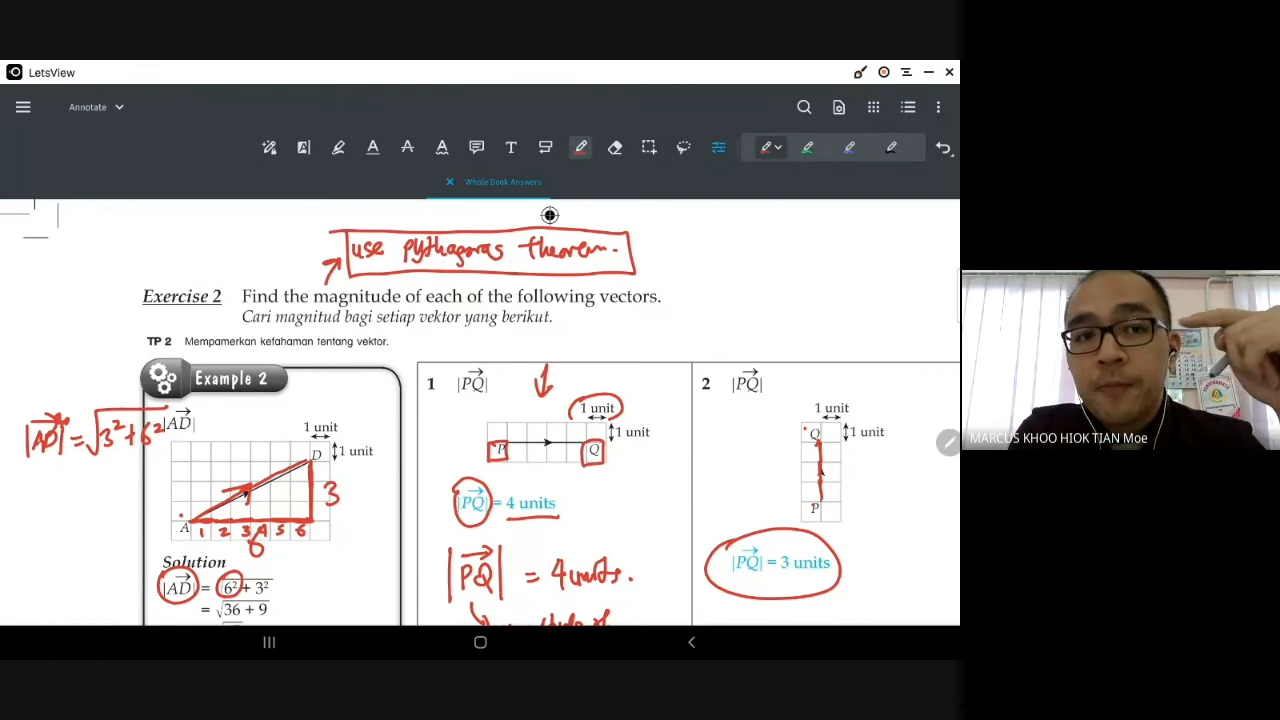 LetsView
Annotate
Whole Book Answers
use pythagoras theorem.
Exercise 2 Find the magnitude of each of the following vectors.
Cari magnitud bagi setiap vektor yang berikut.
TP 2 Mempamerkan kefahaman tentang vektor.
Example 2
|AD|
|AD| = √3² + 6²
1 unit
1 unit
D
A
3
1 2 3 4 5 6
6
Solution
|AD| = √6² + 3²
= √36 + 9
1 |PQ|
1 unit
1 unit
P
Q
|PQ| = 4 units
|PQ| = 4 units.
2 |PQ|
1 unit
1 unit
Q
P
|PQ| = 3 units
MARCUS KHOO HIOK TIAN Moe